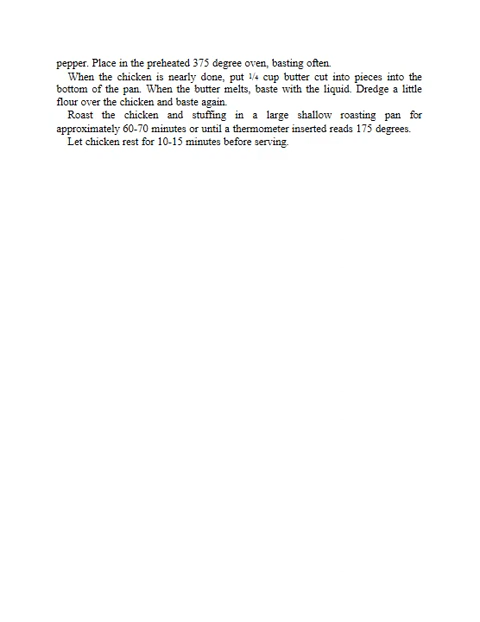 pepper. Place in the preheated 375 degree oven, basting often.
When the chicken is nearly done, put 1/4 cup butter cut into pieces into the
bottom of the pan. When the butter melts, baste with the liquid. Dredge a little
flour over the chicken and baste again.
Roast the chicken and stuffing in a large shallow roasting pan for
approximately 60-70 minutes or until a thermometer inserted reads 175 degrees.
Let chicken rest for 10-15 minutes before serving.